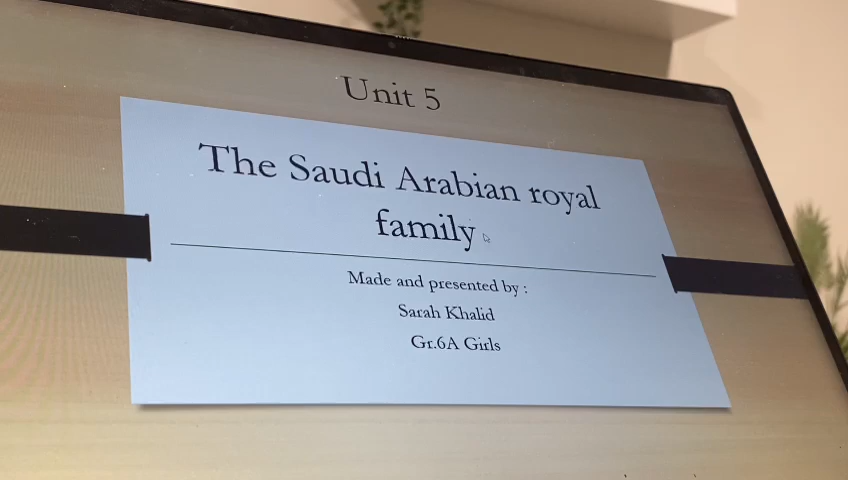 Unit 5
The Saudi Arabian royal
family
Made and presented by :
Sarah Khalid
Gr.6A Girls